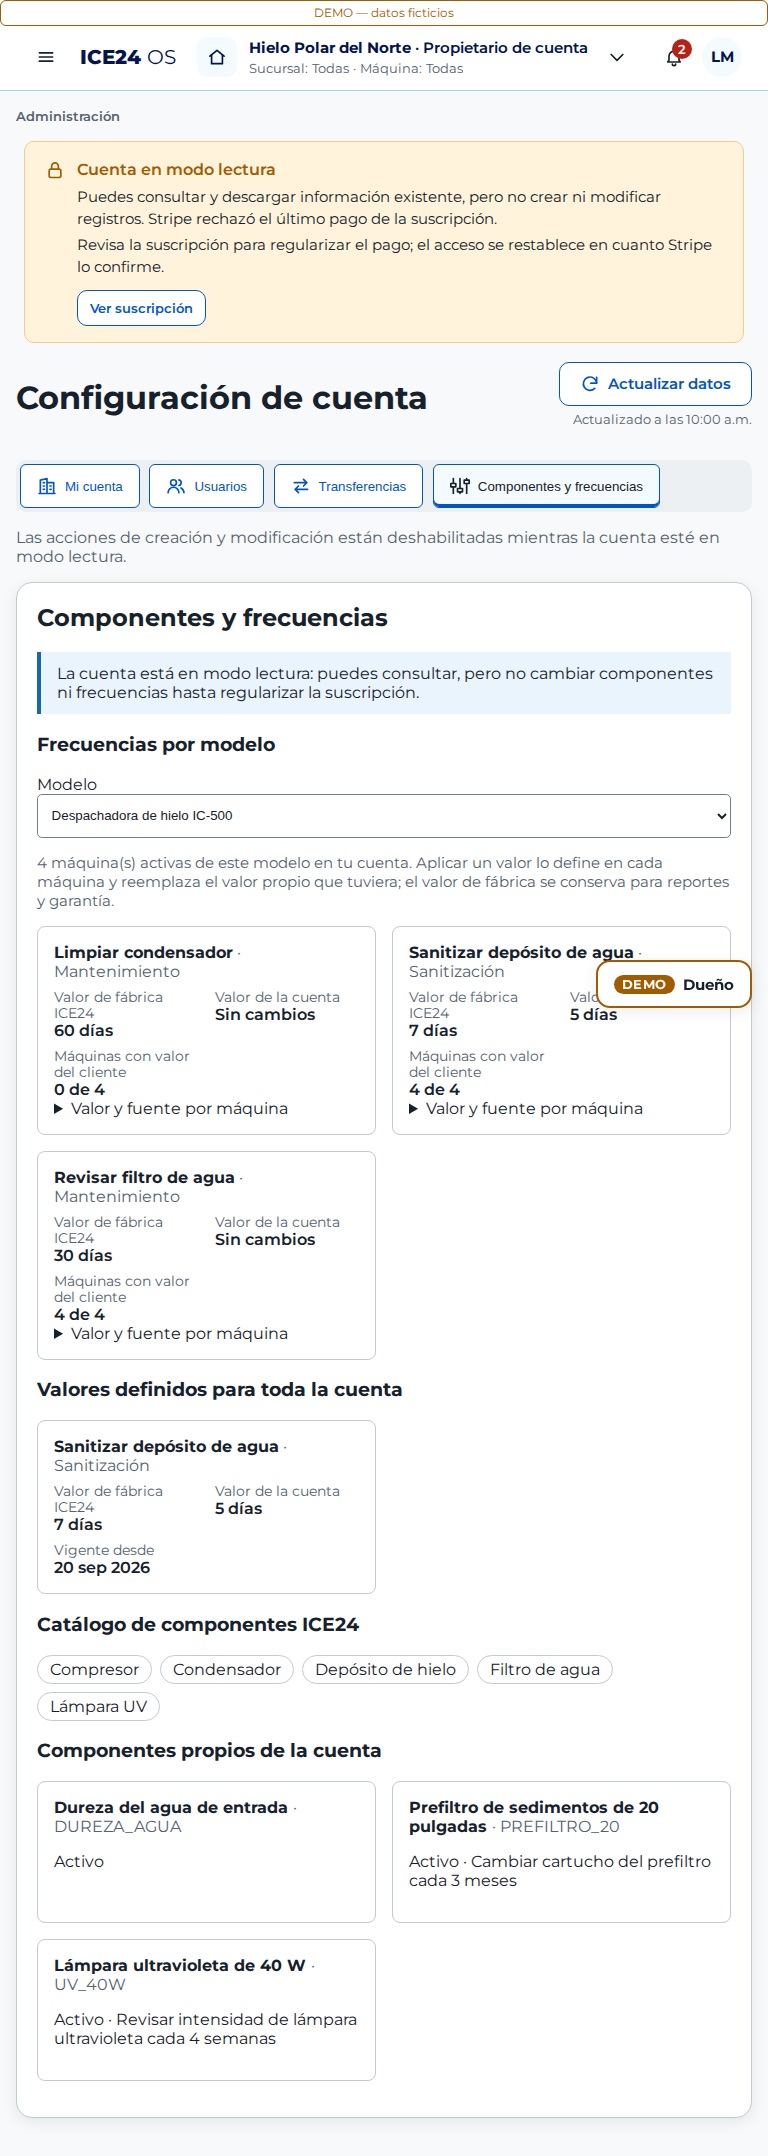 DEMO — datos ficticios
ICE24 OS
Hielo Polar del Norte · Propietario de cuenta
Sucursal: Todas · Máquina: Todas
2
LM
Administración
Cuenta en modo lectura
Puedes consultar y descargar información existente, pero no crear ni modificar
registros. Stripe rechazó el último pago de la suscripción.
Revisa la suscripción para regularizar el pago; el acceso se restablece en cuanto Stripe
lo confirme.
Ver suscripción
Configuración de cuenta
Actualizar datos
Actualizado a las 10:00 a.m.
Mi cuenta
Usuarios
Transferencias
Componentes y frecuencias
Las acciones de creación y modificación están deshabilitadas mientras la cuenta esté en
modo lectura.
Componentes y frecuencias
La cuenta está en modo lectura: puedes consultar, pero no cambiar componentes
ni frecuencias hasta regularizar la suscripción.
Frecuencias por modelo
Modelo
Despachadora de hielo IC-500
4 máquina(s) activas de este modelo en tu cuenta. Aplicar un valor lo define en cada
máquina y reemplaza el valor propio que tuviera; el valor de fábrica se conserva para reportes
y garantía.
Limpiar condensador ·
Mantenimiento
Valor de fábrica
ICE24
60 días
Valor de la cuenta
Sin cambios
Máquinas con valor
del cliente
0 de 4
Valor y fuente por máquina
Sanitizar depósito de agua ·
Sanitización
Valor de fábrica
ICE24
7 días
5 días
DEMO Dueño
Máquinas con valor
del cliente
4 de 4
Valor y fuente por máquina
Revisar filtro de agua ·
Mantenimiento
Valor de fábrica
ICE24
30 días
Valor de la cuenta
Sin cambios
Máquinas con valor
del cliente
4 de 4
Valor y fuente por máquina
Valores definidos para toda la cuenta
Sanitizar depósito de agua ·
Sanitización
Valor de fábrica
ICE24
7 días
Valor de la cuenta
5 días
Vigente desde
20 sep 2026
Catálogo de componentes ICE24
Compresor
Condensador
Depósito de hielo
Filtro de agua
Lámpara UV
Componentes propios de la cuenta
Dureza del agua de entrada ·
DUREZA_AGUA
Activo
Prefiltro de sedimentos de 20
pulgadas · PREFILTRO_20
Activo · Cambiar cartucho del prefiltro
cada 3 meses
Lámpara ultravioleta de 40 W ·
UV_40W
Activo · Revisar intensidad de lámpara
ultravioleta cada 4 semanas